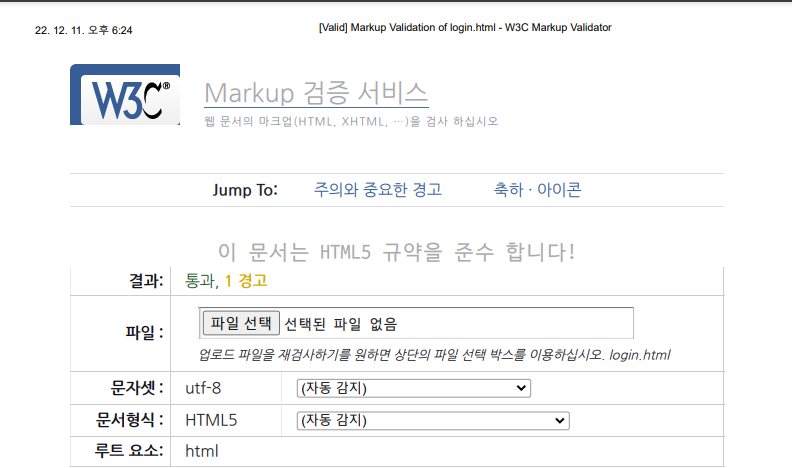 22. 12. 11. 오후 6:24
[Valid] Markup Validation of login.html - W3C Markup Validator
W3C®
Markup 검증 서비스
웹 문서의 마크업(HTML, XHTML, …)을 검사 하십시오
Jump To: 주의와 중요한 경고 축하 · 아이콘
이 문서는 HTML5 규약을 준수 합니다!
결과: 통과, 1 경고
파일 : 파일 선택 선택된 파일 없음
업로드 파일을 재검사하기를 원하면 상단의 파일 선택 박스를 이용하십시오. login.html
문자셋 : utf-8 (자동 감지)
문서형식 : HTML5 (자동 감지)
루트 요소: html